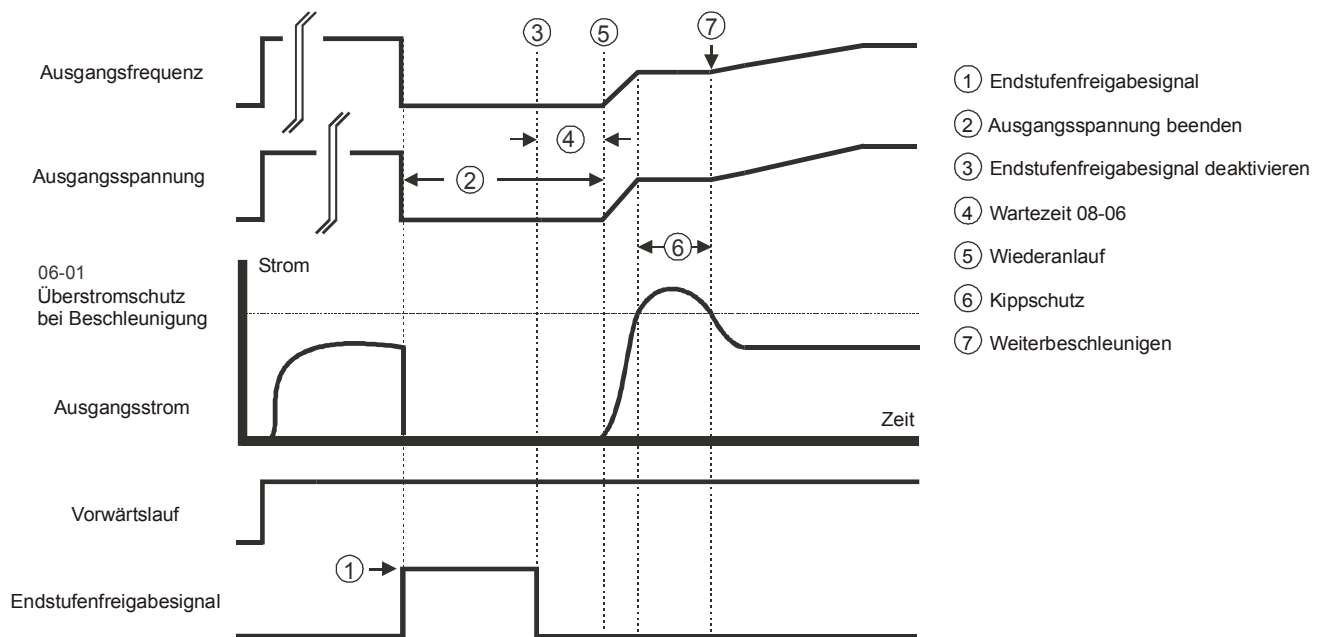 ③ ⑤ ⑦
Ausgangsfrequenz
④
Ausgangsspannung
②
⑥
06-01
Überstromschutz
bei Beschleunigung
Strom
Ausgangsstrom
Zeit
Vorwärtslauf
①
Endstufenfreigabesignal
① Endstufenfreigabesignal
② Ausgangsspannung beenden
③ Endstufenfreigabesignal deaktivieren
④ Wartezeit 08-06
⑤ Wiederanlauf
⑥ Kippschutz
⑦ Weiterbeschleunigen